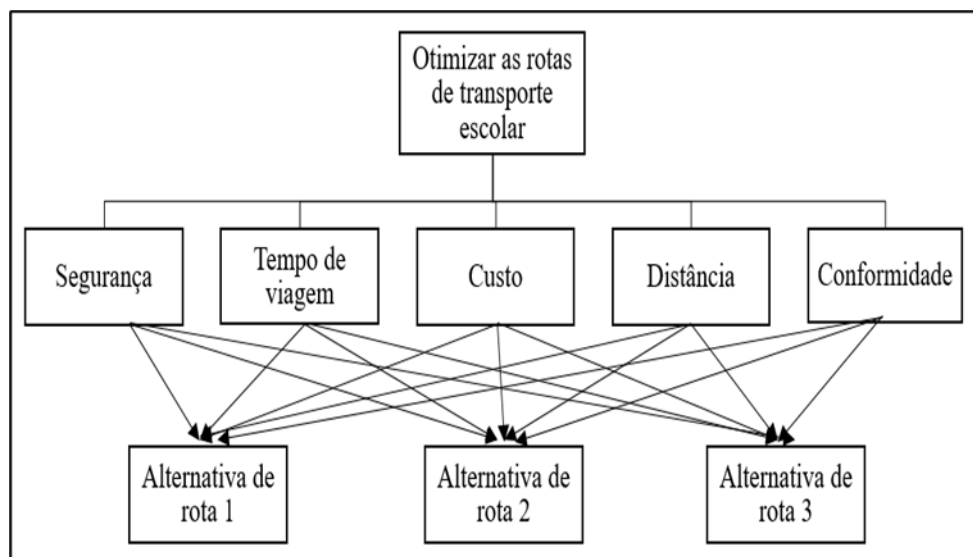 Otimizar as rotas
de transporte
escolar
Segurança
Tempo de
viagem
Custo
Distância
Conformidade
Alternativa de
rota 1
Alternativa de
rota 2
Alternativa de
rota 3